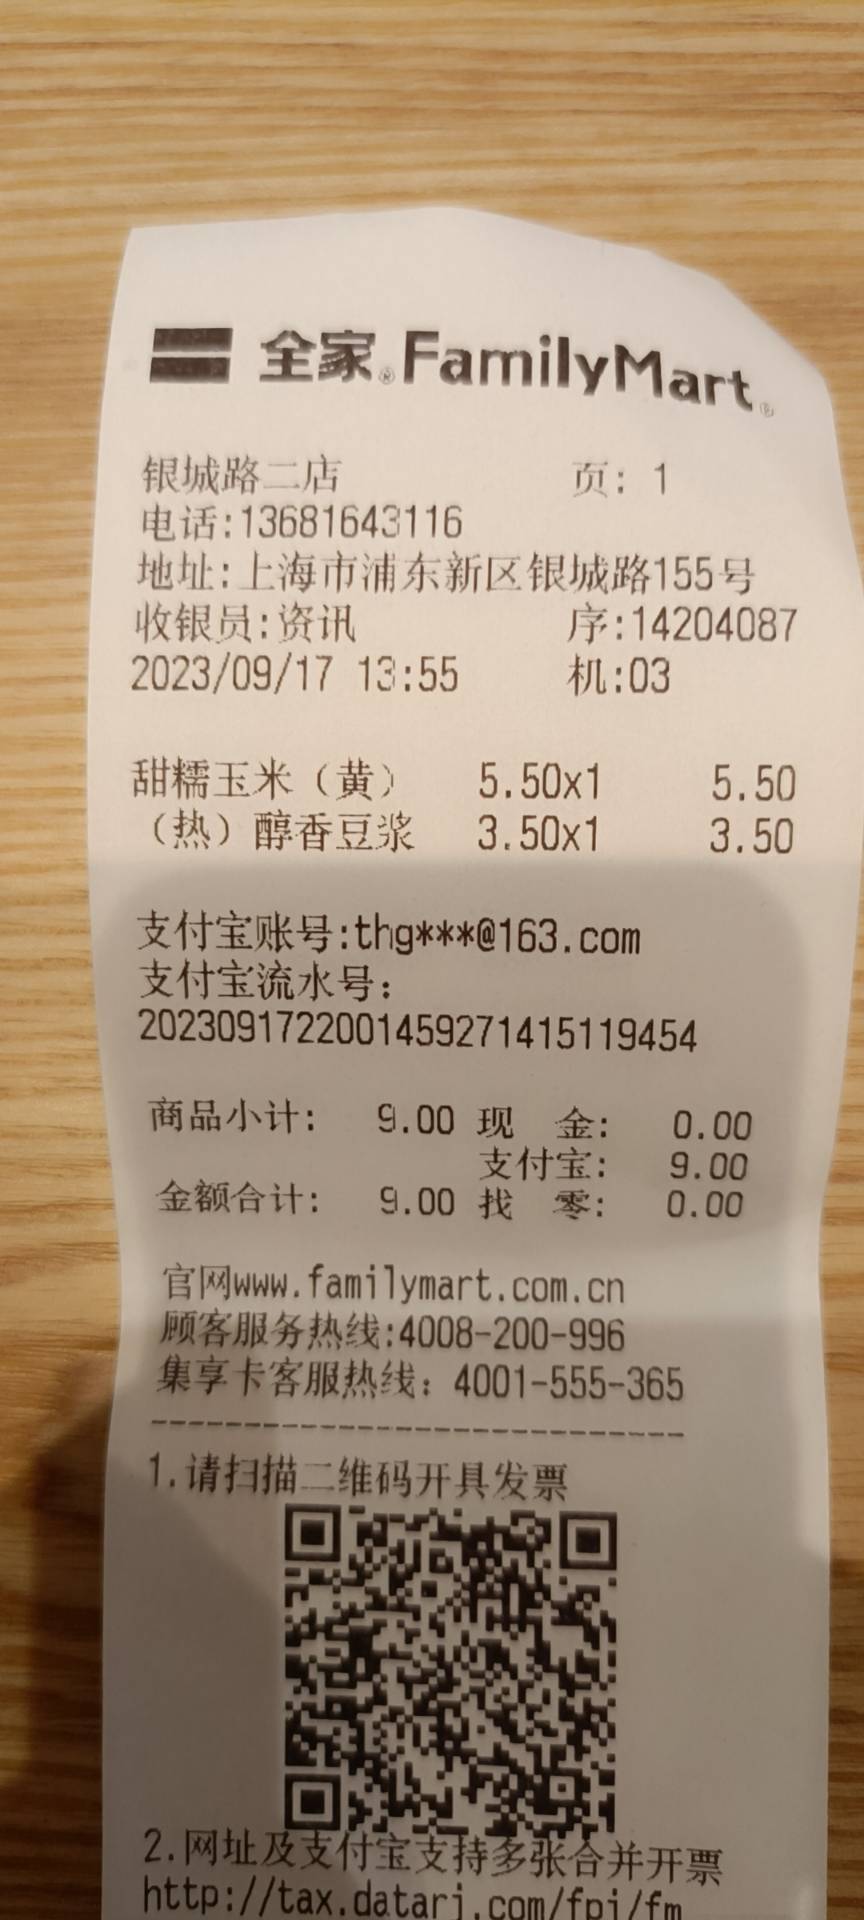 全家®FamilyMart®
银城路二店 页: 1
电话:13681643116
地址:上海市浦东新区银城路155号
收银员:资讯 序:14204087
2023/09/17 13:55 机:03
甜糯玉米（黄） 5.50x1 5.50
（热）醇香豆浆 3.50x1 3.50
支付宝账号:thg***@163.com
支付宝流水号:
2023091722001459271415119454
商品小计: 9.00 现 金: 0.00
支付宝: 9.00
金额合计: 9.00 找 零: 0.00
官网www.familymart.com.cn
顾客服务热线:4008-200-996
集享卡客服热线: 4001-555-365
1.请扫描二维码开具发票
2.网址及支付宝支持多张合并开票
http://tax.datarj.com/fpj/fm